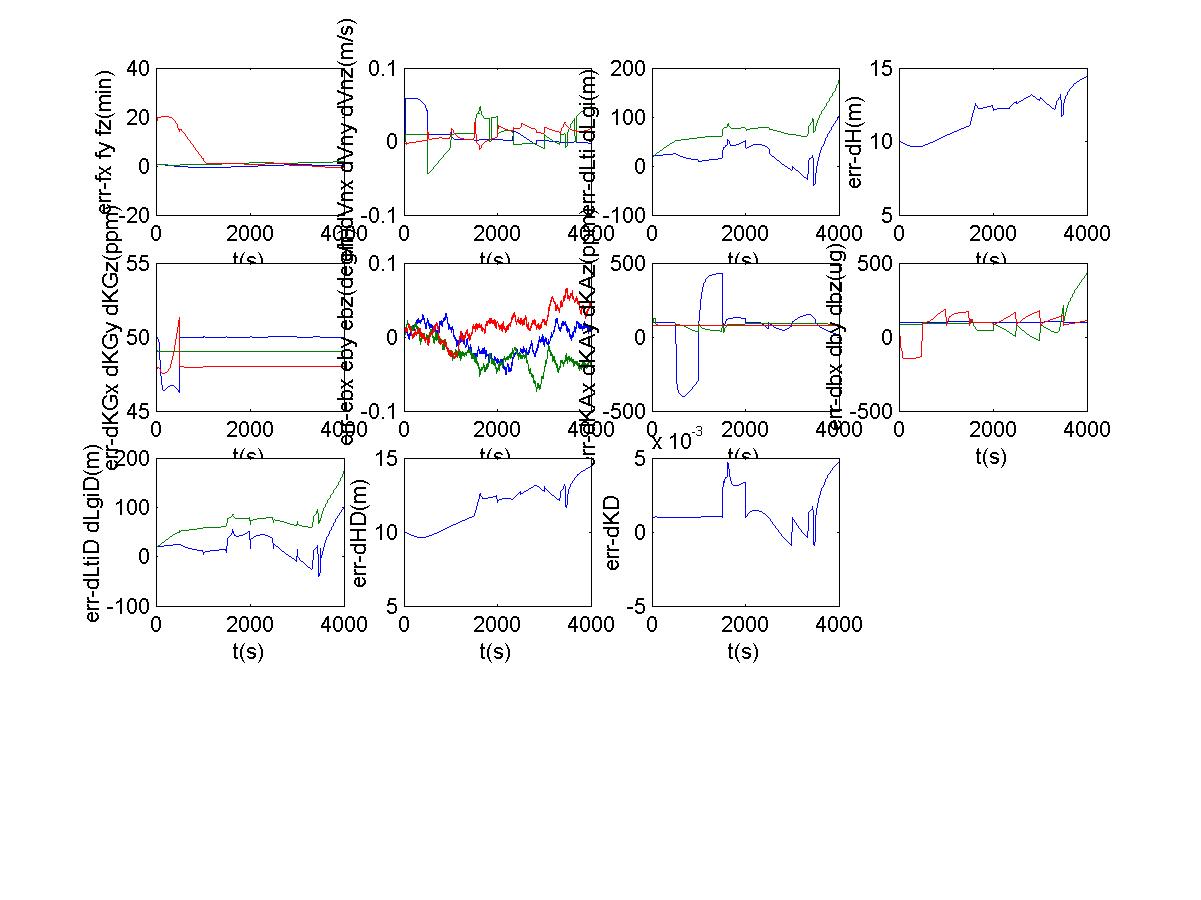 err-fx fy fz(min)
40
20
0
-20
0 2000 4000
t(s)
err-dVnx dVny dVnz(m/s)
0.1
0
-0.1
0 2000 4000
t(s)
err-dLti dLgi(m)
200
100
0
-100
0 2000 4000
t(s)
err-dH(m)
15
10
5
0 2000 4000
t(s)
err-dKGx dKGy dKGz(ppm)
55
50
45
0 2000 4000
t(s)
err-ebx eby ebz(deg/h)
0.1
0
-0.1
0 2000 4000
t(s)
err-dKAx dKAy dKAz(ppm)
500
0
-500
0 2000 4000
t(s)
err-dbx dby dbz(ug)
500
0
-500
0 2000 4000
t(s)
err-dLtiD dLgiD(m)
200
100
0
-100
0 2000 4000
t(s)
err-dHD(m)
15
10
5
0 2000 4000
t(s)
x 10^-3
err-dKD
5
0
-5
0 2000 4000
t(s)